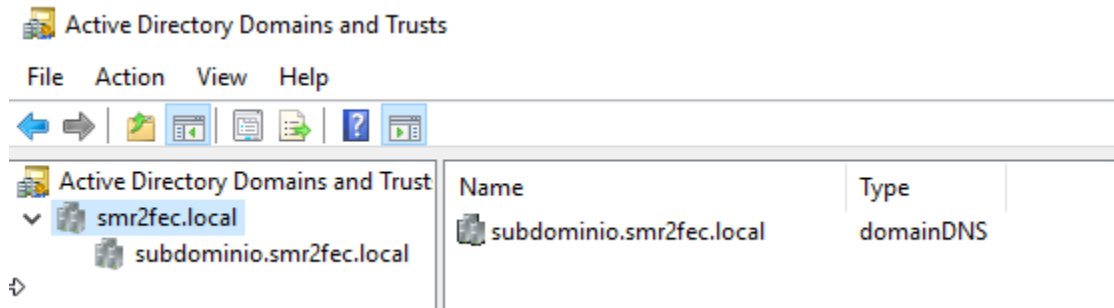 Active Directory Domains and Trusts
File Action View Help
Active Directory Domains and Trust
smr2fec.local
subdominio.smr2fec.local
Name Type
subdominio.smr2fec.local domainDNS